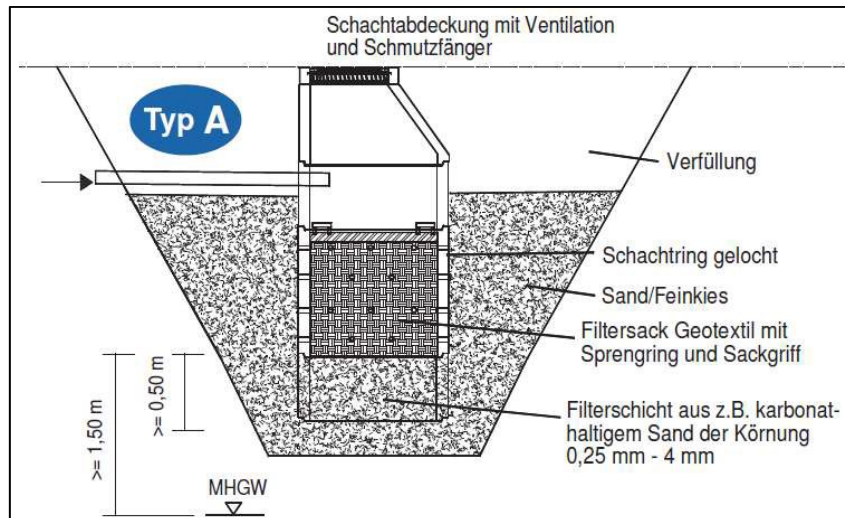 Schachtabdeckung mit Ventilation
und Schmutzfänger
Typ A
Verfüllung
Schachtring gelocht
Sand/Feinkies
Filtersack Geotextil mit
Sprengring und Sackgriff
Filterschicht aus z.B. karbonat-
haltigem Sand der Körnung
0,25 mm - 4 mm
>= 0,50 m
>= 1,50 m
MHGW